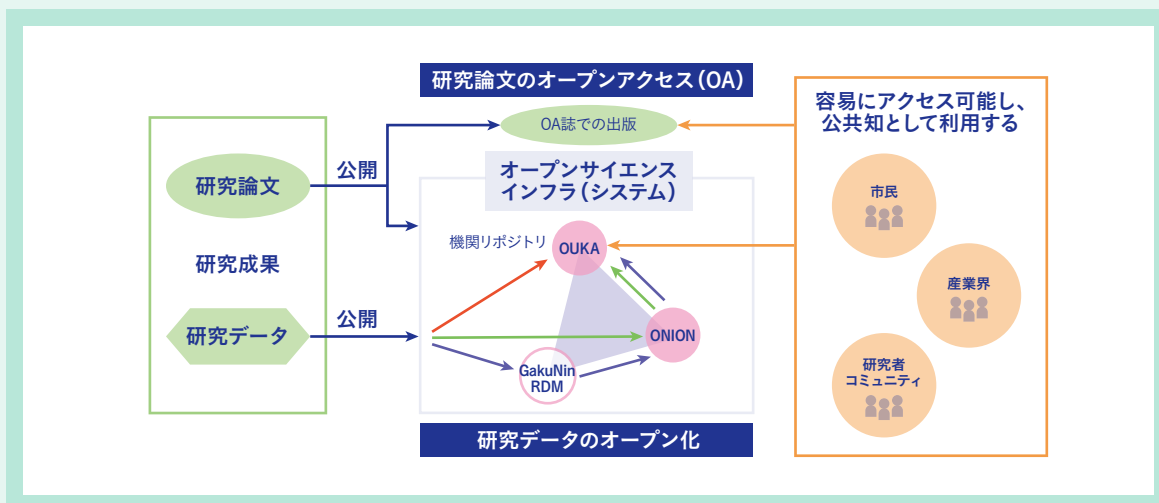 研究論文のオープンアクセス(OA)
OA誌での出版
オープンサイエンス
インフラ(システム)
研究論文
公開
研究成果
研究データ
公開
機関リポジトリ
OUKA
ONION
GakuNin
RDM
研究データのオープン化
容易にアクセス可能し、
公共知として利用する
市民
産業界
研究者
コミュニティ